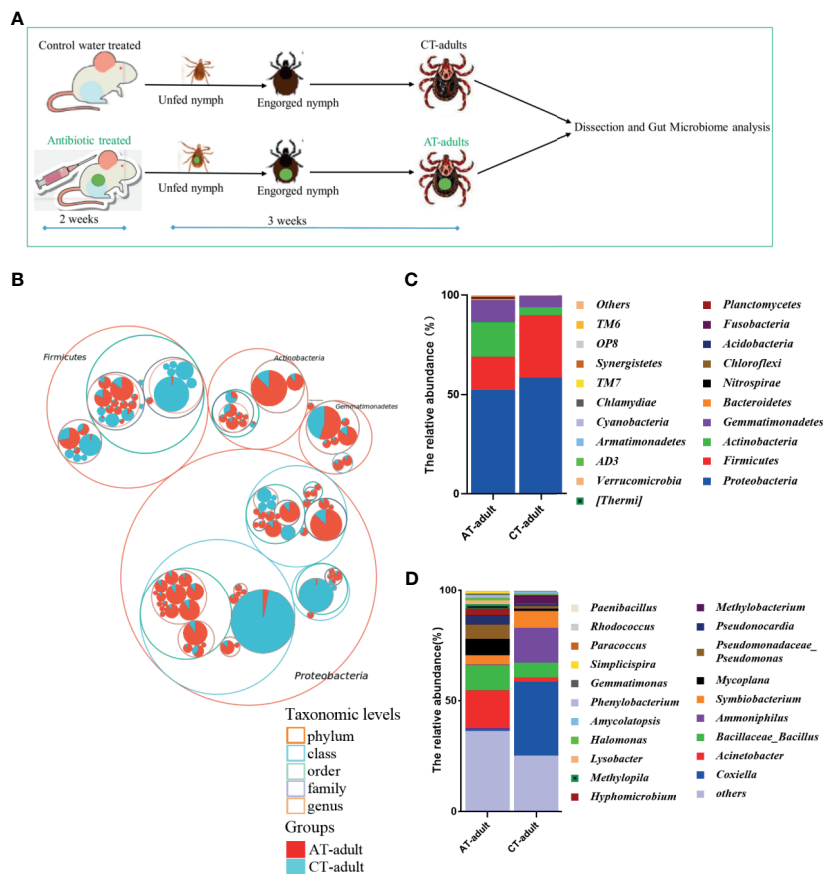 A
Control water treated
CT-adults
Unfed nymph
Engorged nymph
Dissection and Gut Microbiome analysis
Antibiotic treated
AT-adults
Unfed nymph
Engorged nymph
2 weeks
3 weeks
B
Firmicutes
Actinobacteria
Gemmatimonadetes
Proteobacteria
Taxonomic levels
phylum
class
order
family
genus
Groups
AT-adult
CT-adult
C
The relative abundance (%)
100
50
0
AT-adult
CT-adult
Others
TM6
OP8
Synergistetes
TM7
Chlamydiae
Cyanobacteria
Armatimonadetes
AD3
Verrucomicrobia
[Thermi]
Planctomycetes
Fusobacteria
Acidobacteria
Chloroflexi
Nitrospirae
Bacteroidetes
Gemmatimonadetes
Actinobacteria
Firmicutes
Proteobacteria
D
The relative abundance(%)
100
50
0
AT-adult
CT-adult
Paenibacillus
Rhodococcus
Paracoccus
Simplicispira
Gemmatimonas
Phenylobacterium
Amycolatopsis
Halomonas
Lysobacter
Methylopila
Hyphomicrobium
Methylobacterium
Pseudonocardia
Pseudomonadaceae_
Pseudomonas
Mycoplana
Symbiobacterium
Ammoniphilus
Bacillaceae_Bacillus
Acinetobacter
Coxiella
others